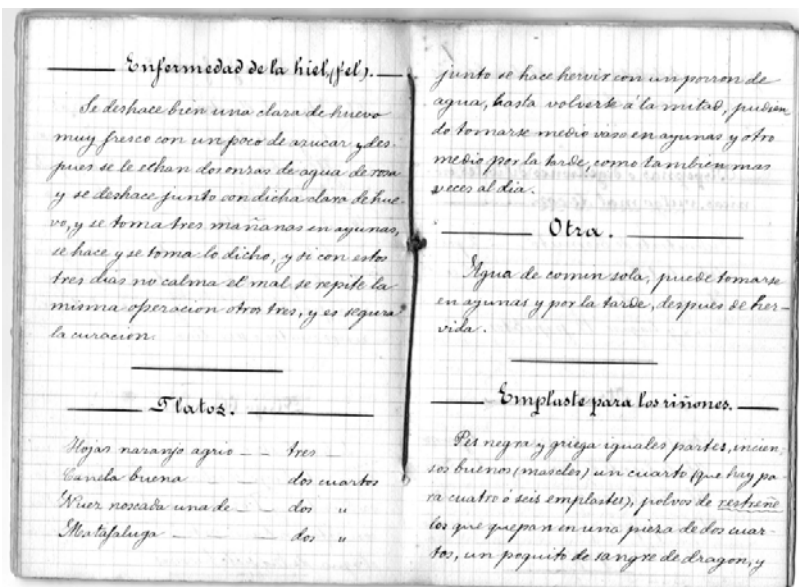 Enfermedad de la hiel, (fel).
Se deshace bien una clara de huevo
muy fresco con un poco de azucar y des-
pues se le echan dos onzas de agua de rosa
y se deshace junto con dicha clara de hue-
vo, y se toma tres mañanas en ayunas,
se hace y se toma lo dicho, y si con estos
tres dias no calma el mal se repite la
misma operacion otros tres, y es segura
la curacion.
Flatos.
Hojas naranjo agrio — — tres —
Canela buena dos cuartos
Nuez noscada una de — dos "
Matafaluga — — — dos "
junto se hace hervir con un porron de
agua, hasta volverse á la mitad, pudien-
do tomarse medio vaso en ayunas y otro
medio por la tarde, como tambien mas
veces al dia.
Otra.
Agua de comin sola, puede tomarse
en ayunas y por la tarde, despues de her-
vida.
Emplaste para los riñones.
Pes negra y griega iguales partes, incien-
sos buenos (mascles) un cuarto (que hay pa-
ra cuatro ó seis emplastes), polvos de restreñe
los que quepan en una pieza de dos cuar-
tos, un poquito de sangre de dragon, y